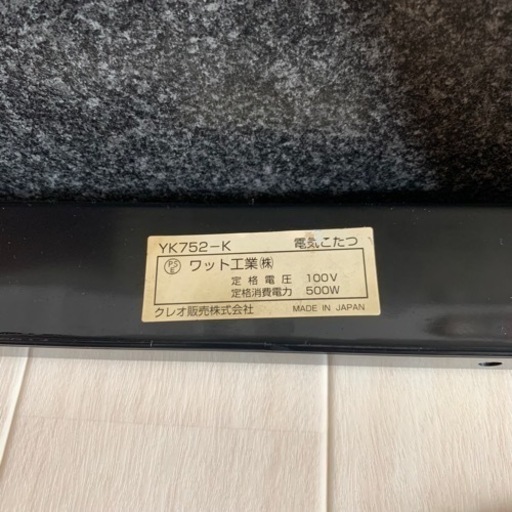 YK752-K 電気こたつ
PSE ワット工業㈱
定格電圧 100V
定格消費電力 500W
クレオ販売株式会社 MADE IN JAPAN